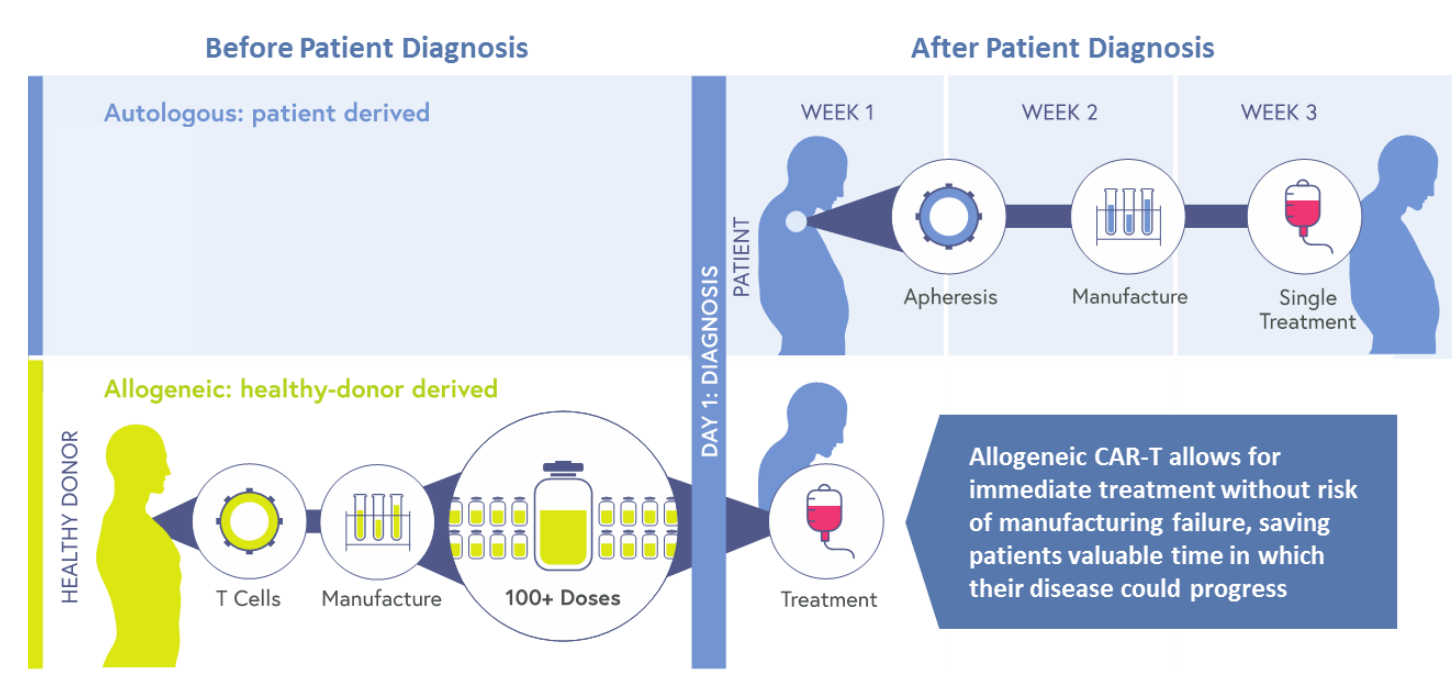 Before Patient Diagnosis
After Patient Diagnosis
Autologous: patient derived
WEEK 1
WEEK 2
WEEK 3
PATIENT
Apheresis
Manufacture
Single
Treatment
DAY 1: DIAGNOSIS
Allogeneic: healthy-donor derived
HEALTHY DONOR
T Cells
Manufacture
100+ Doses
Treatment
Allogeneic CAR-T allows for
immediate treatment without risk
of manufacturing failure, saving
patients valuable time in which
their disease could progress